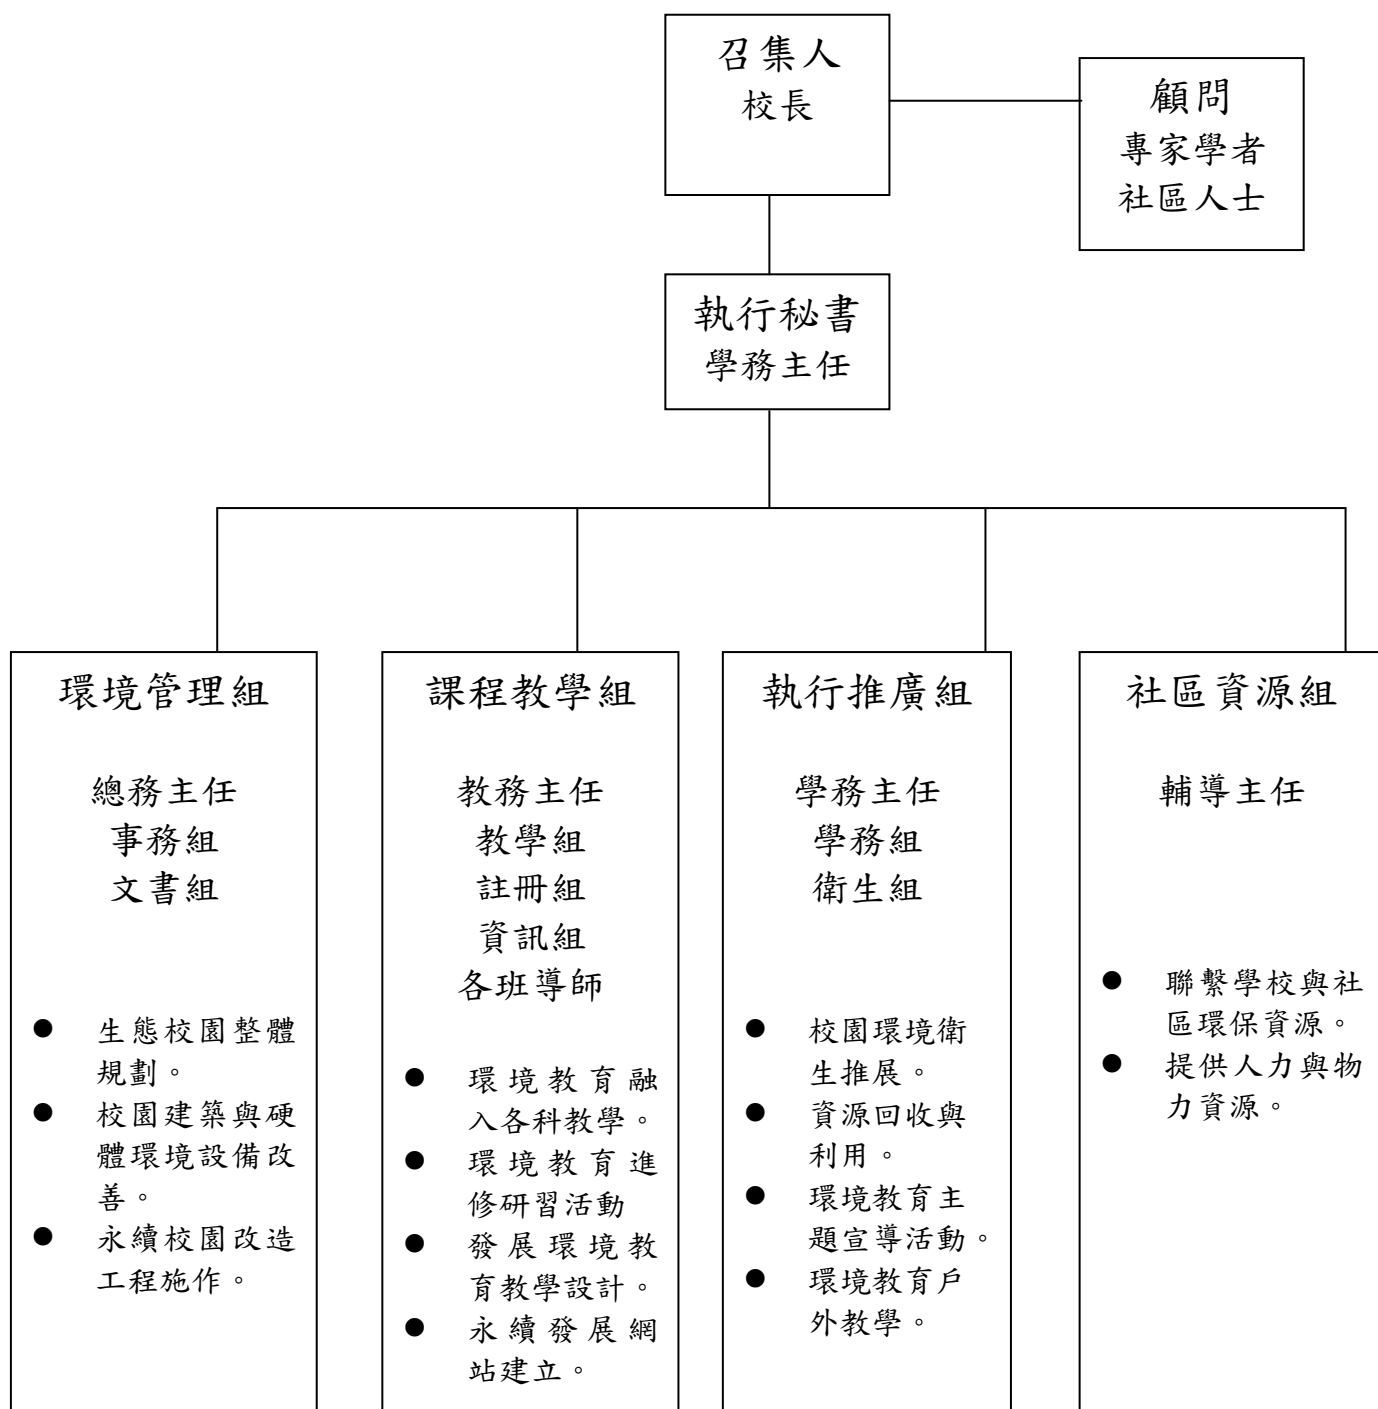 召集人
校長
顧問
專家學者
社區人士
執行秘書
學務主任
環境管理組
總務主任
事務組
文書組
● 生態校園整體
規劃。
● 校園建築與硬
體環境設備改
善。
● 永續校園改造
工程施作。
課程教學組
教務主任
教學組
註冊組
資訊組
各班導師
● 環境教育融
入各科教學。
● 環境教育進
修研習活動
● 發展環境教
育教學設計。
● 永續發展網
站建立。
執行推廣組
學務主任
學務組
衛生組
● 校園環境衛
生推展。
● 資源回收與
利用。
● 環境教育主
題宣導活動。
● 環境教育戶
外教學。
社區資源組
輔導主任
● 聯繫學校與社
區環保資源。
● 提供人力與物
力資源。